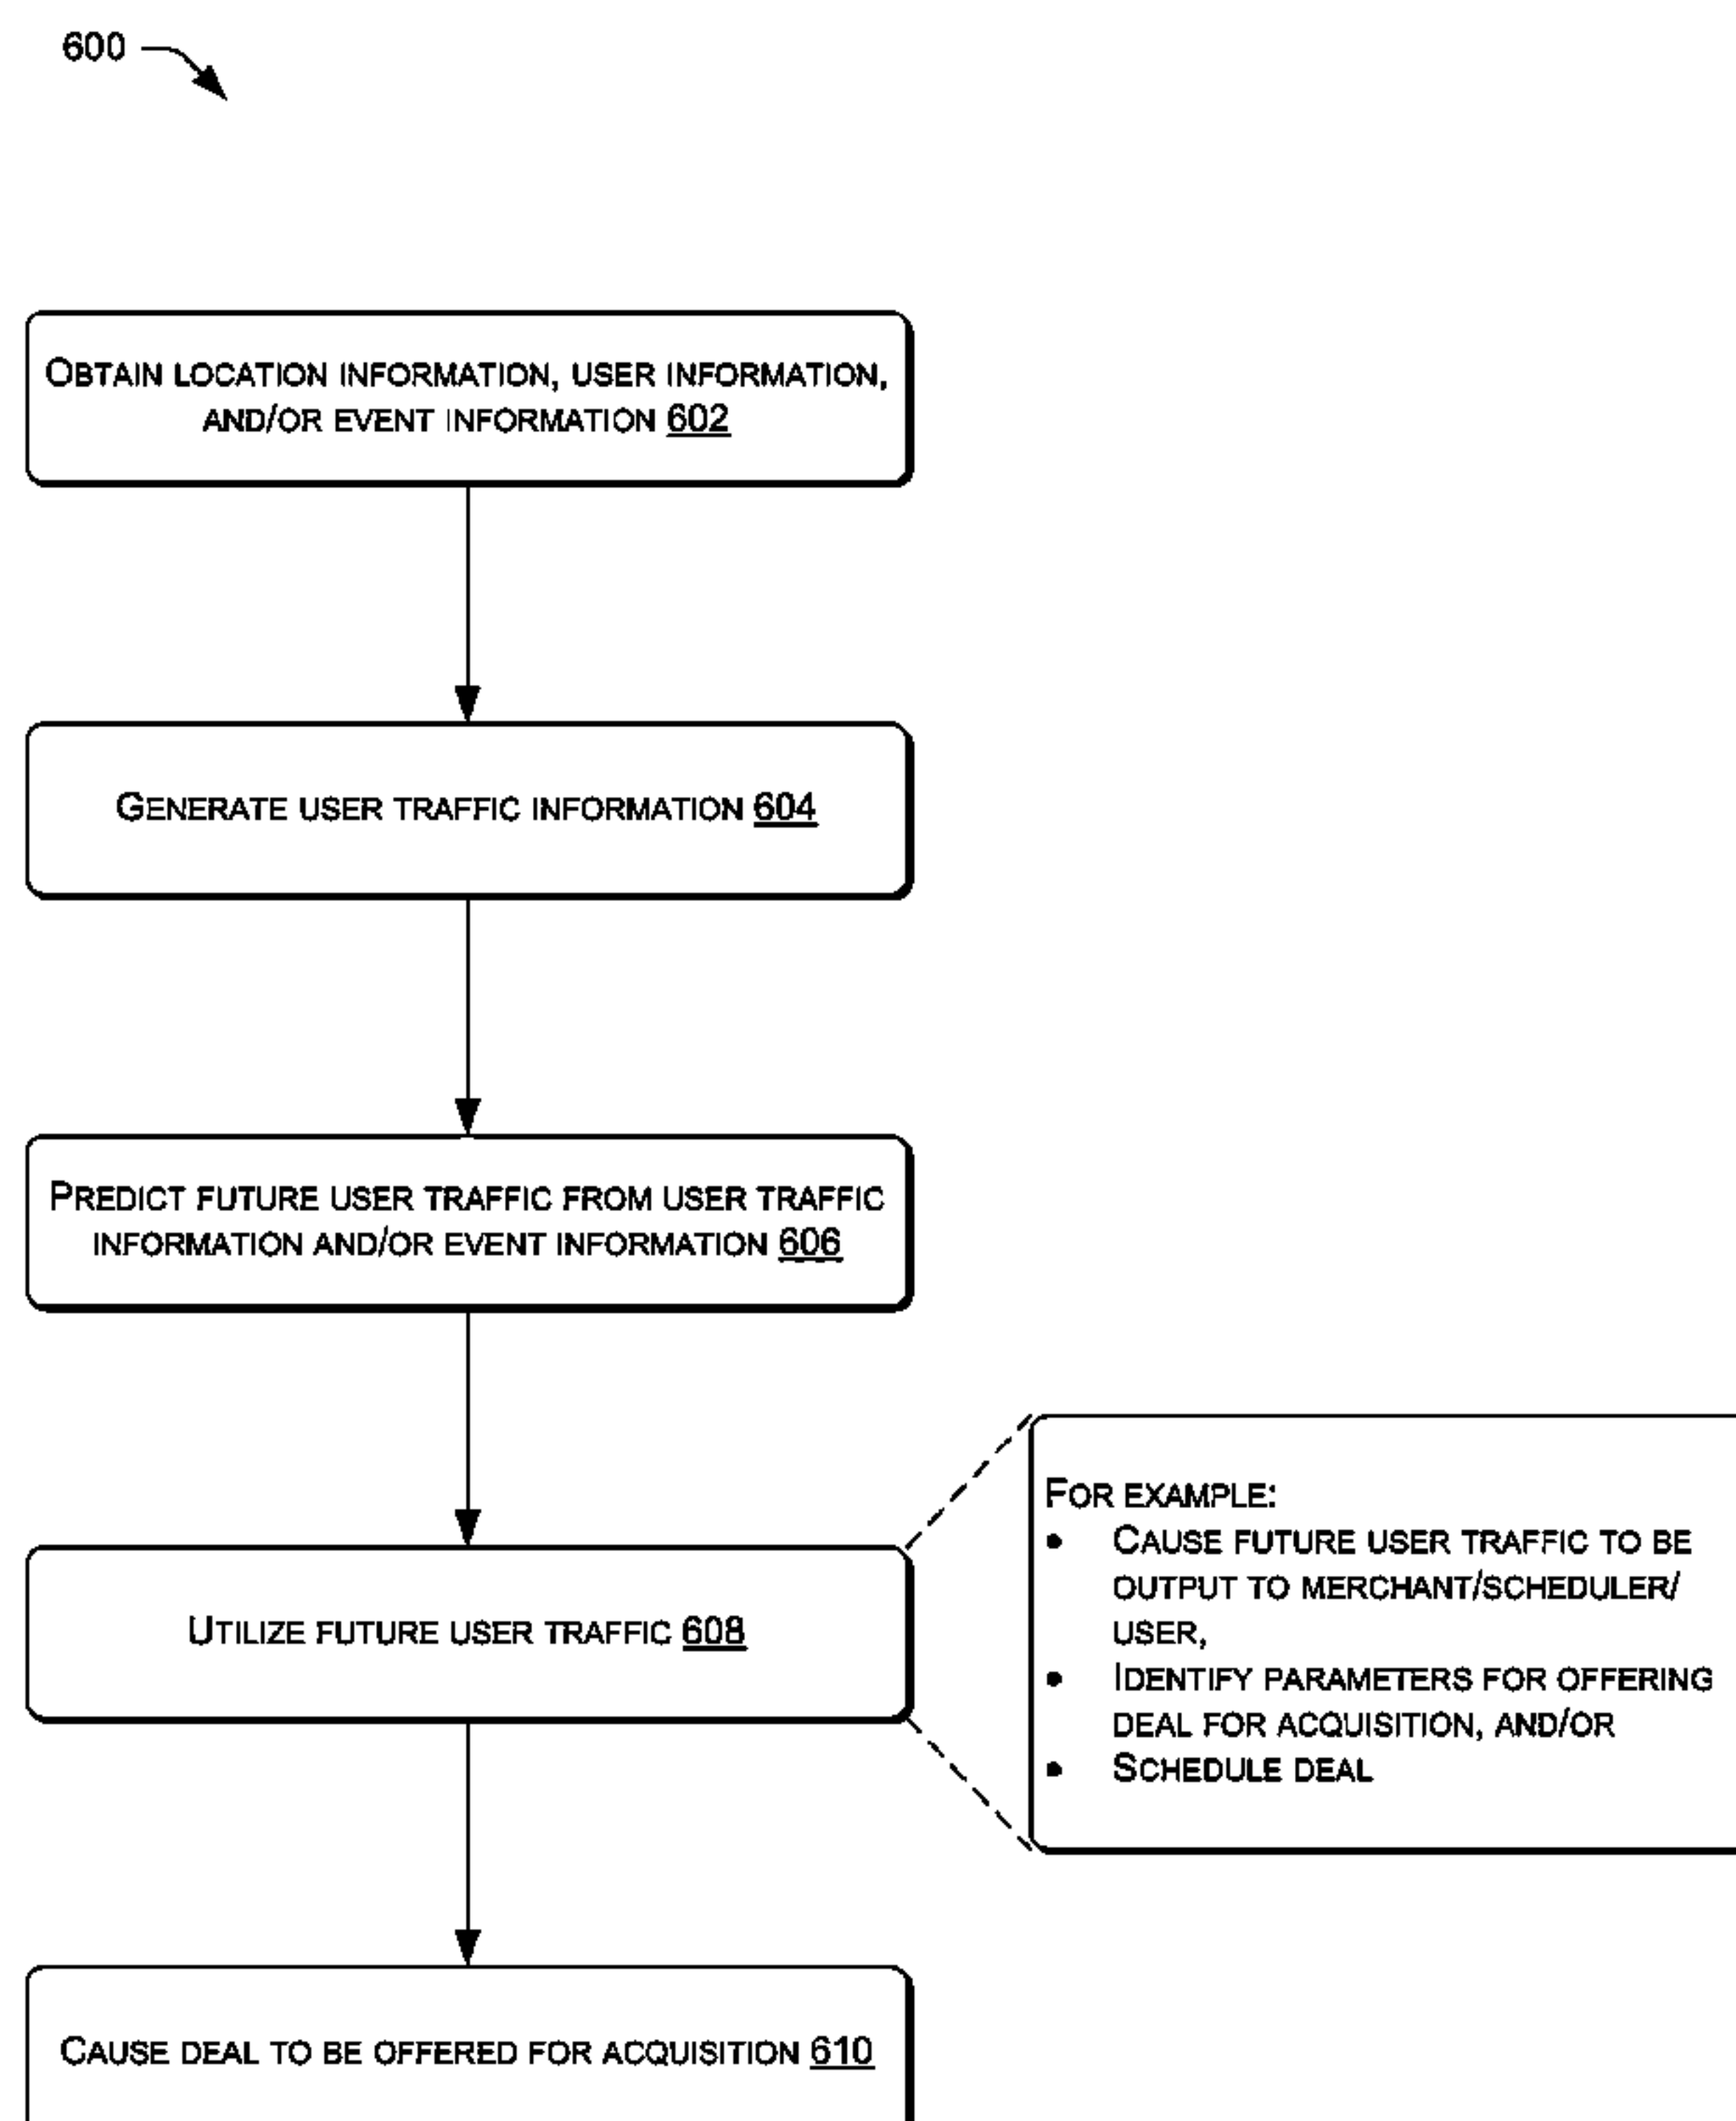 600
OBTAIN LOCATION INFORMATION, USER INFORMATION,
AND/OR EVENT INFORMATION 602
GENERATE USER TRAFFIC INFORMATION 604
PREDICT FUTURE USER TRAFFIC FROM USER TRAFFIC
INFORMATION AND/OR EVENT INFORMATION 606
UTILIZE FUTURE USER TRAFFIC 608
FOR EXAMPLE:
• CAUSE FUTURE USER TRAFFIC TO BE
OUTPUT TO MERCHANT/SCHEDULER/
USER,
• IDENTIFY PARAMETERS FOR OFFERING
DEAL FOR ACQUISITION, AND/OR
• SCHEDULE DEAL
CAUSE DEAL TO BE OFFERED FOR ACQUISITION 610